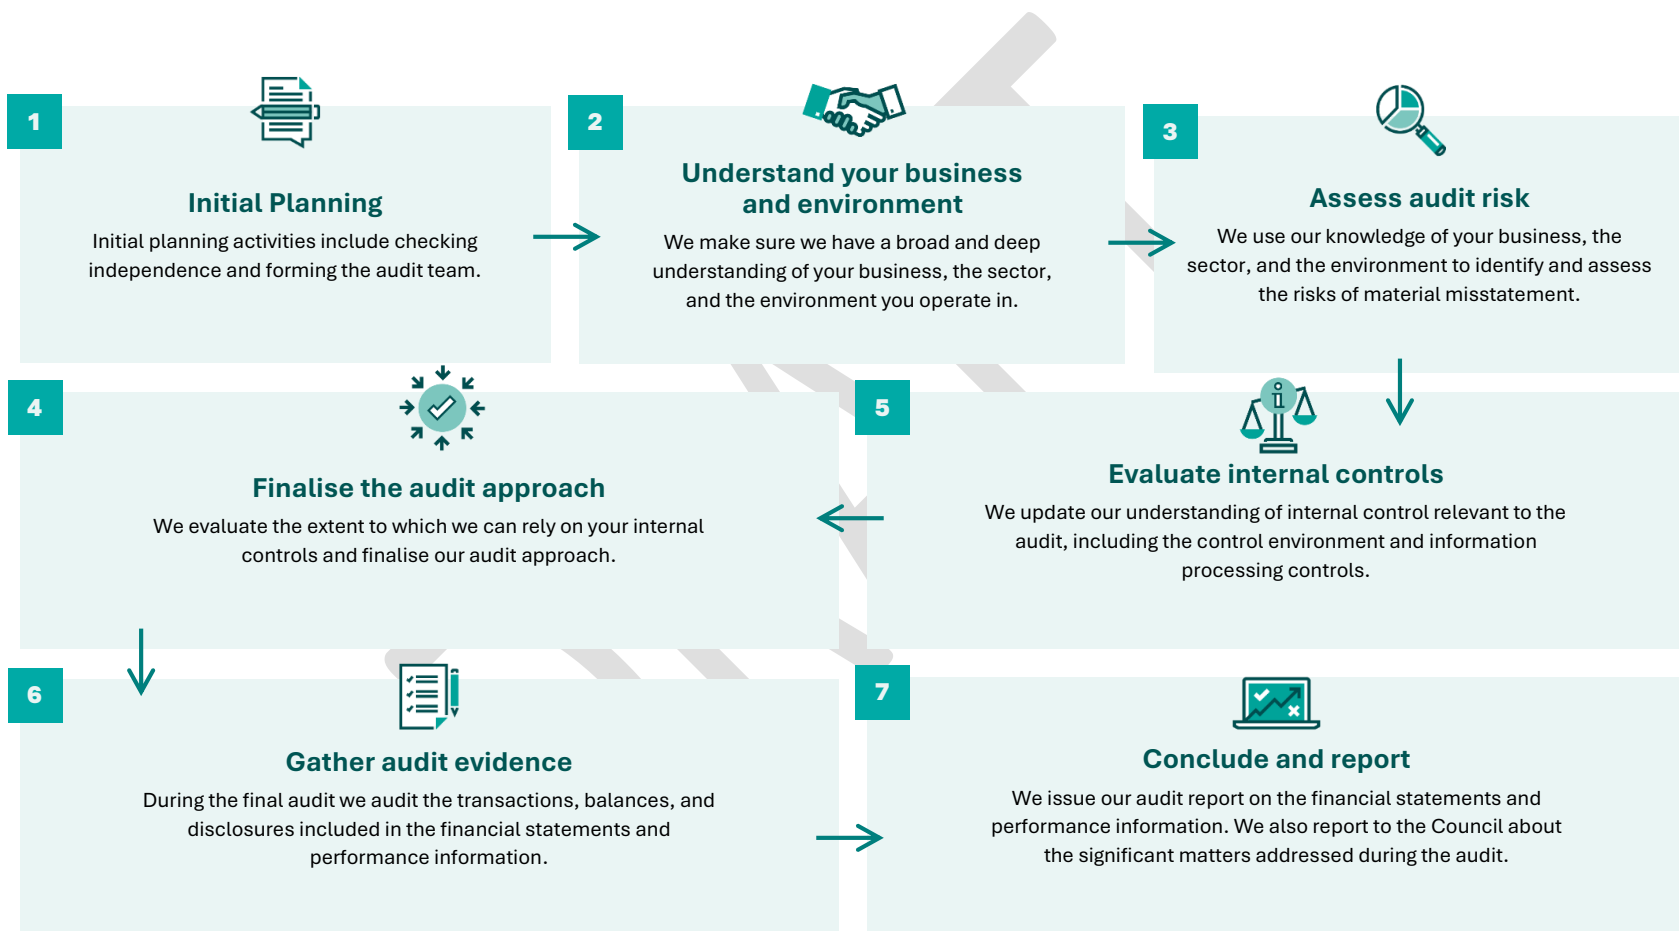 1
Initial Planning
Initial planning activities include checking
independence and forming the audit team.
2
Understand your business
and environment
We make sure we have a broad and deep
understanding of your business, the sector,
and the environment you operate in.
3
Assess audit risk
We use our knowledge of your business, the
sector, and the environment to identify and assess
the risks of material misstatement.
4
Finalise the audit approach
We evaluate the extent to which we can rely on your internal
controls and finalise our audit approach.
5
i
Evaluate internal controls
We update our understanding of internal control relevant to the
audit, including the control environment and information
processing controls.
6
Gather audit evidence
During the final audit we audit the transactions, balances, and
disclosures included in the financial statements and
performance information.
7
Conclude and report
We issue our audit report on the financial statements and
performance information. We also report to the Council about
the significant matters addressed during the audit.